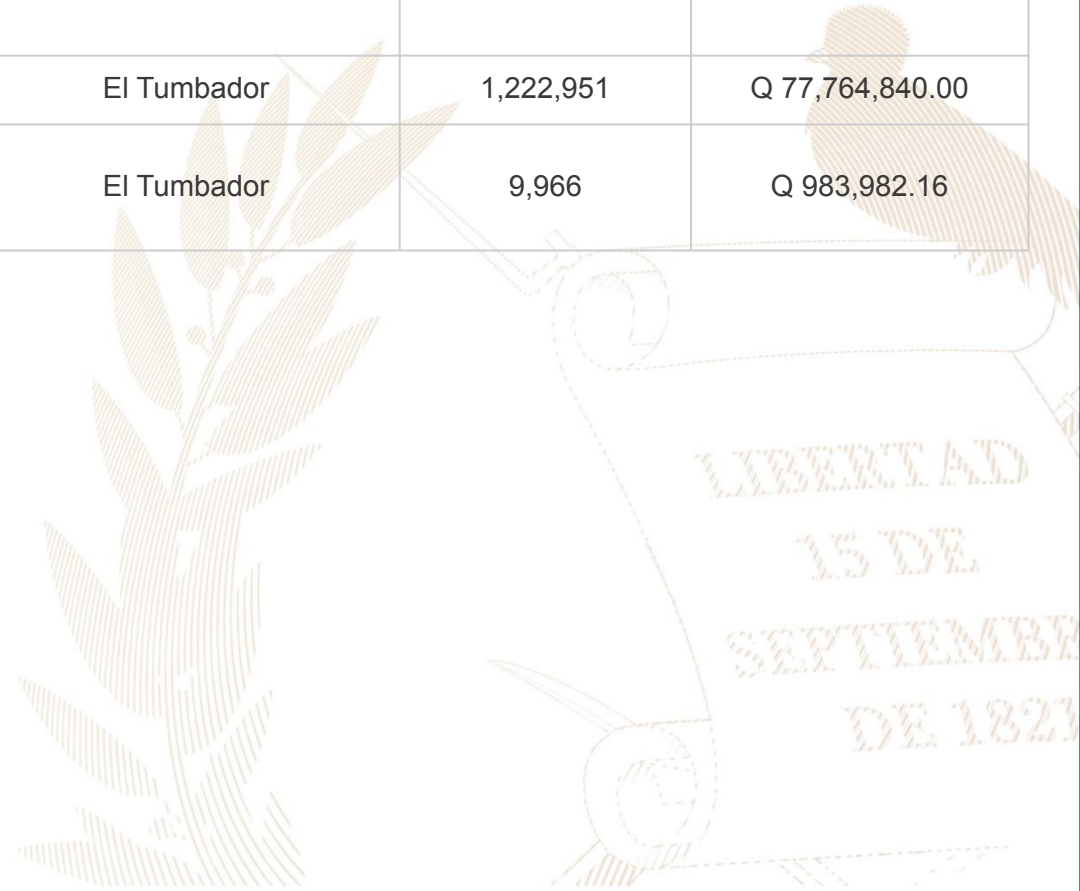 El Tumbador 1,222,951 Q 77,764,840.00
El Tumbador 9,966 Q 983,982.16
LIBERTAD
15 DE
SEPTIEMBR
DE 1821